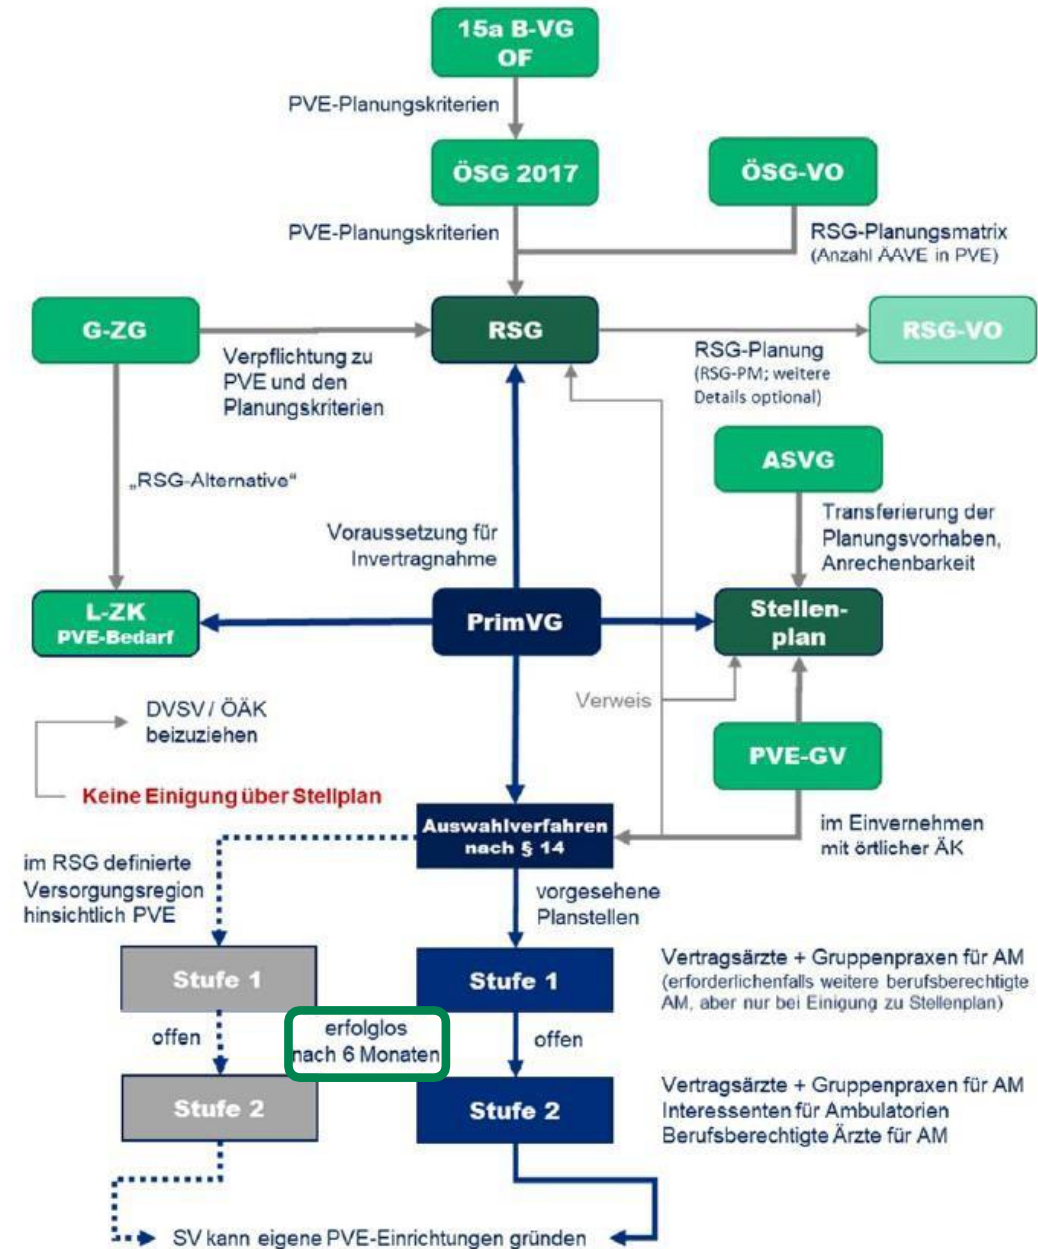 15a B-VG
OF
PVE-Planungskriterien
ÖSG 2017
ÖSG-VO
PVE-Planungskriterien
RSG-Planungsmatrix
(Anzahl ÄAVE in PVE)
G-ZG
RSG
RSG-VO
Verpflichtung zu
PVE und den
Planungskriterien
RSG-Planung
(RSG-PM; weitere
Details optional)
ASVG
„RSG-Alternative“
Transferierung der
Planungsvorhaben,
Anrechenbarkeit
Voraussetzung für
Invertragnahme
L-ZK
PVE-Bedarf
PrimVG
Stellen-
plan
Verweis
DVSV / ÖÄK
beizuziehen
PVE-GV
Keine Einigung über Stellplan
Auswahlverfahren
nach § 14
im Einvernehmen
mit örtlicher ÄK
im RSG definierte
Versorgungsregion
hinsichtlich PVE
vorgesehene
Planstellen
Stufe 1
Stufe 1
Vertragsärzte + Gruppenpraxen für AM
(erforderlichenfalls weitere berufsberechtigte
AM, aber nur bei Einigung zu Stellenplan)
offen
erfolglos
nach 6 Monaten
offen
Stufe 2
Stufe 2
Vertragsärzte + Gruppenpraxen für AM
Interessenten für Ambulatorien
Berufsberechtigte Ärzte für AM
SV kann eigene PVE-Einrichtungen gründen